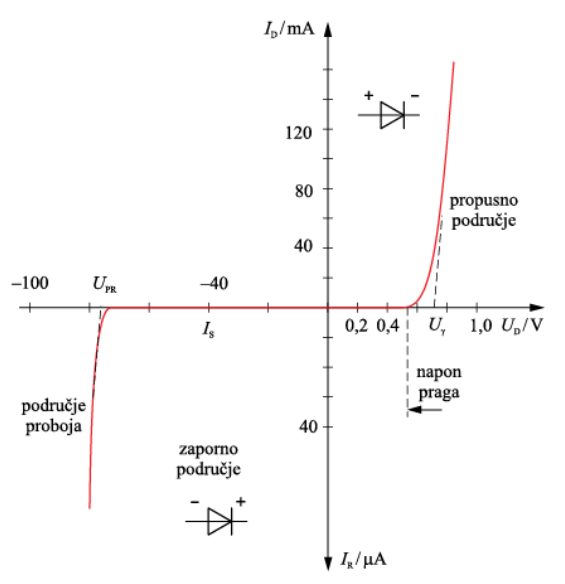 I_D/mA
+ −
120
80
propusno
područje
40
−100 U_PR −40
I_S 0,2 0,4 U_γ 1,0 U_D/V
napon
praga
područje
proboja
40
zaporno
područje
− +
I_R/µA